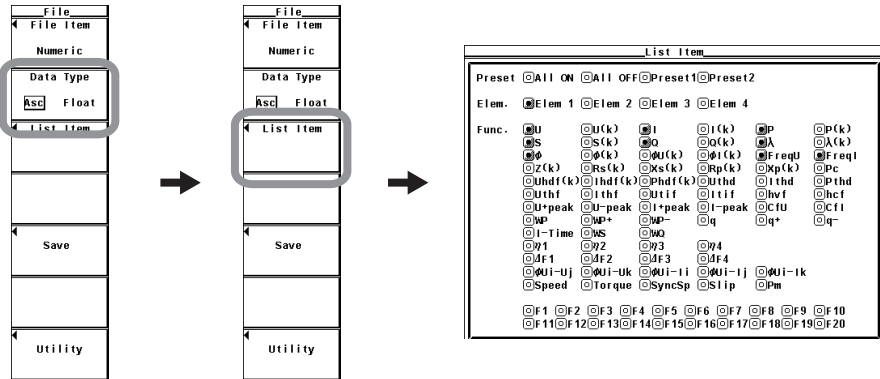 File
File Item
Numeric
Data Type
Asc Float
List Item
Save
Utility
File
File Item
Numeric
Data Type
Asc Float
List Item
Save
Utility
List Item
Preset All ON All OFF Preset1 Preset2
Elem. Elem 1 Elem 2 Elem 3 Elem 4
Func. U U(k) I I(k) P P(k)
S S(k) Q Q(k) λ λ(k)
Φ Φ(k) ΦU(k) ΦI(k) FreqU FreqI
Z(k) Rs(k) Xs(k) Rp(k) Xp(k) Pc
Uhdf(k) Ihdf(k) Phdf(k) Uthd Ithd Pthd
Uthf Ithf Utif Itif hvf hcf
U+peak U-peak I+peak I-peak CfU CfI
WP WP+ WP- q q+ q-
I-Time WS WQ
η1 η2 η3 η4
ΔF1 ΔF2 ΔF3 ΔF4
ΦUi-Uj ΦUi-Uk ΦUi-Ii ΦUi-Ij ΦUi-Ik
Speed Torque SyncSp Slip Pm
F1 F2 F3 F4 F5 F6 F7 F8 F9 F10
F11 F12 F13 F14 F15 F16 F17 F18 F19 F20